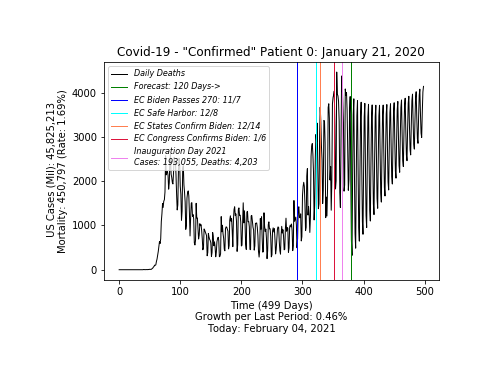 Covid-19 - "Confirmed" Patient 0: January 21, 2020
Daily Deaths
Forecast: 120 Days->
EC Biden Passes 270: 11/7
EC Safe Harbor: 12/8
EC States Confirm Biden: 12/14
EC Congress Confirms Biden: 1/6
Inauguration Day 2021
Cases: 193,055, Deaths: 4,203
US Cases (Mil): 45,825,213
Mortality: 450,797 (Rate: 1.69%)
4000
3000
2000
1000
0
0 100 200 300 400 500
Time (499 Days)
Growth per Last Period: 0.46%
Today: February 04, 2021